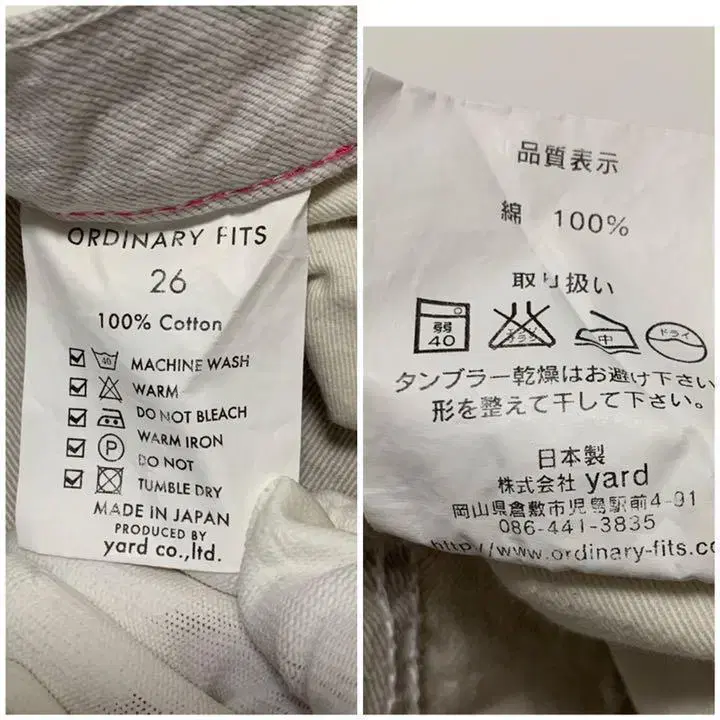 ORDINARY FITS
26
100% Cotton
40 MACHINE WASH
WARM
DO NOT BLEACH
WARM IRON
P DO NOT
TUMBLE DRY
MADE IN JAPAN
PRODUCED BY
yard co.,ltd.
品質表示
綿 100%
取り扱い
弱 40 中 ドライ
タンブラー乾燥はお避け下さい
形を整えて干して下さい。
日本製
株式会社 yard
岡山県倉敷市児島駅前4-91
086-441-3835
http://www.ordinary-fits.co